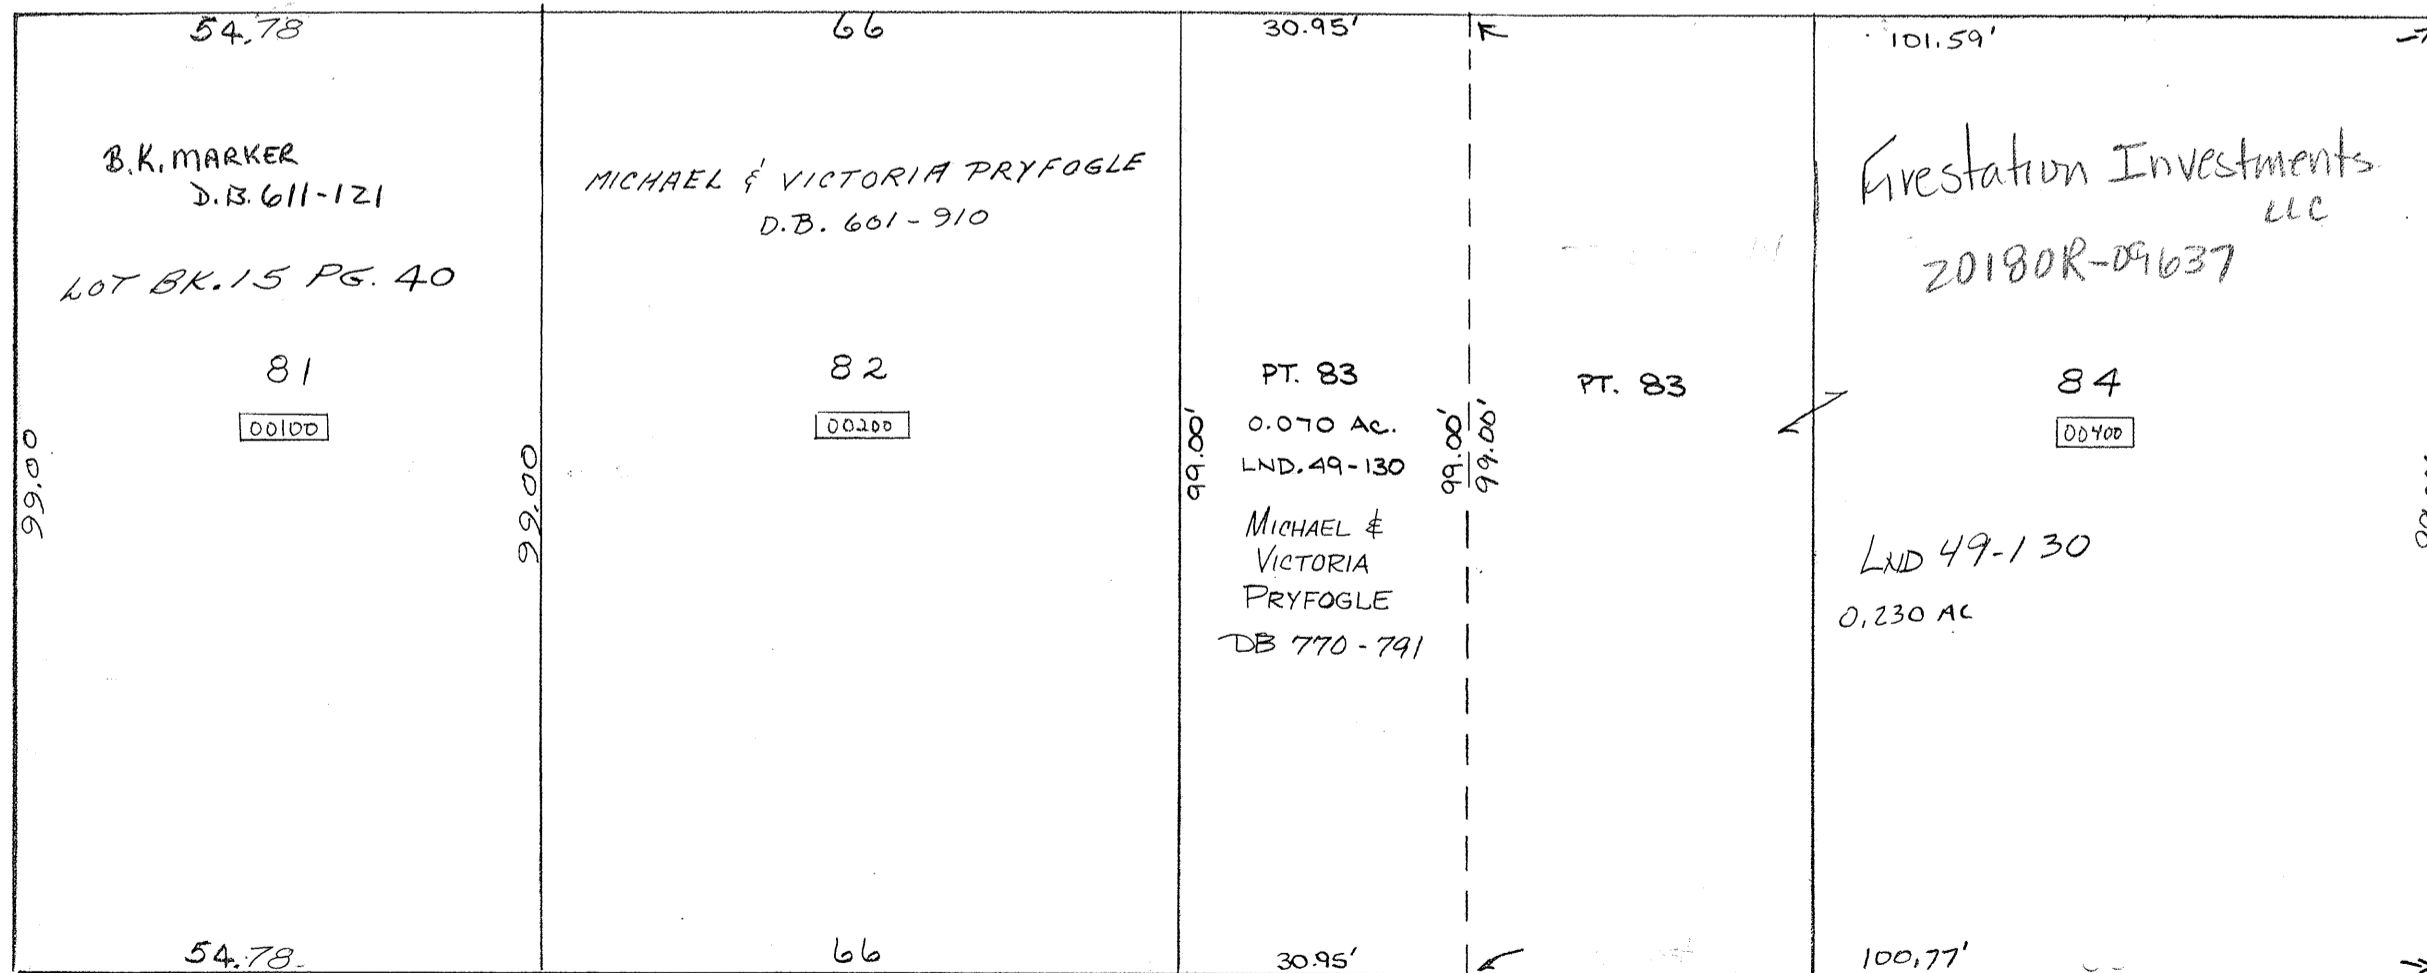 54.78
B.K. MARKER
D.B. 611-121
LOT BK. 15 PG. 40
81
00100
99.00
99.00
54.78
66
MICHAEL & VICTORIA PRYFOGLE
D.B. 601-910
82
00200
66
30.95'
PT. 83
0.070 AC.
LND. 49-130
99.00'
99.00'
99.00'
MICHAEL &
VICTORIA
PRYFOGLE
DB 770-791
30.95'
PT. 83
101.59'
Firestation Investments
LLC
20180R-09637
84
00400
LND 49-130
0.230 AC
100.77'